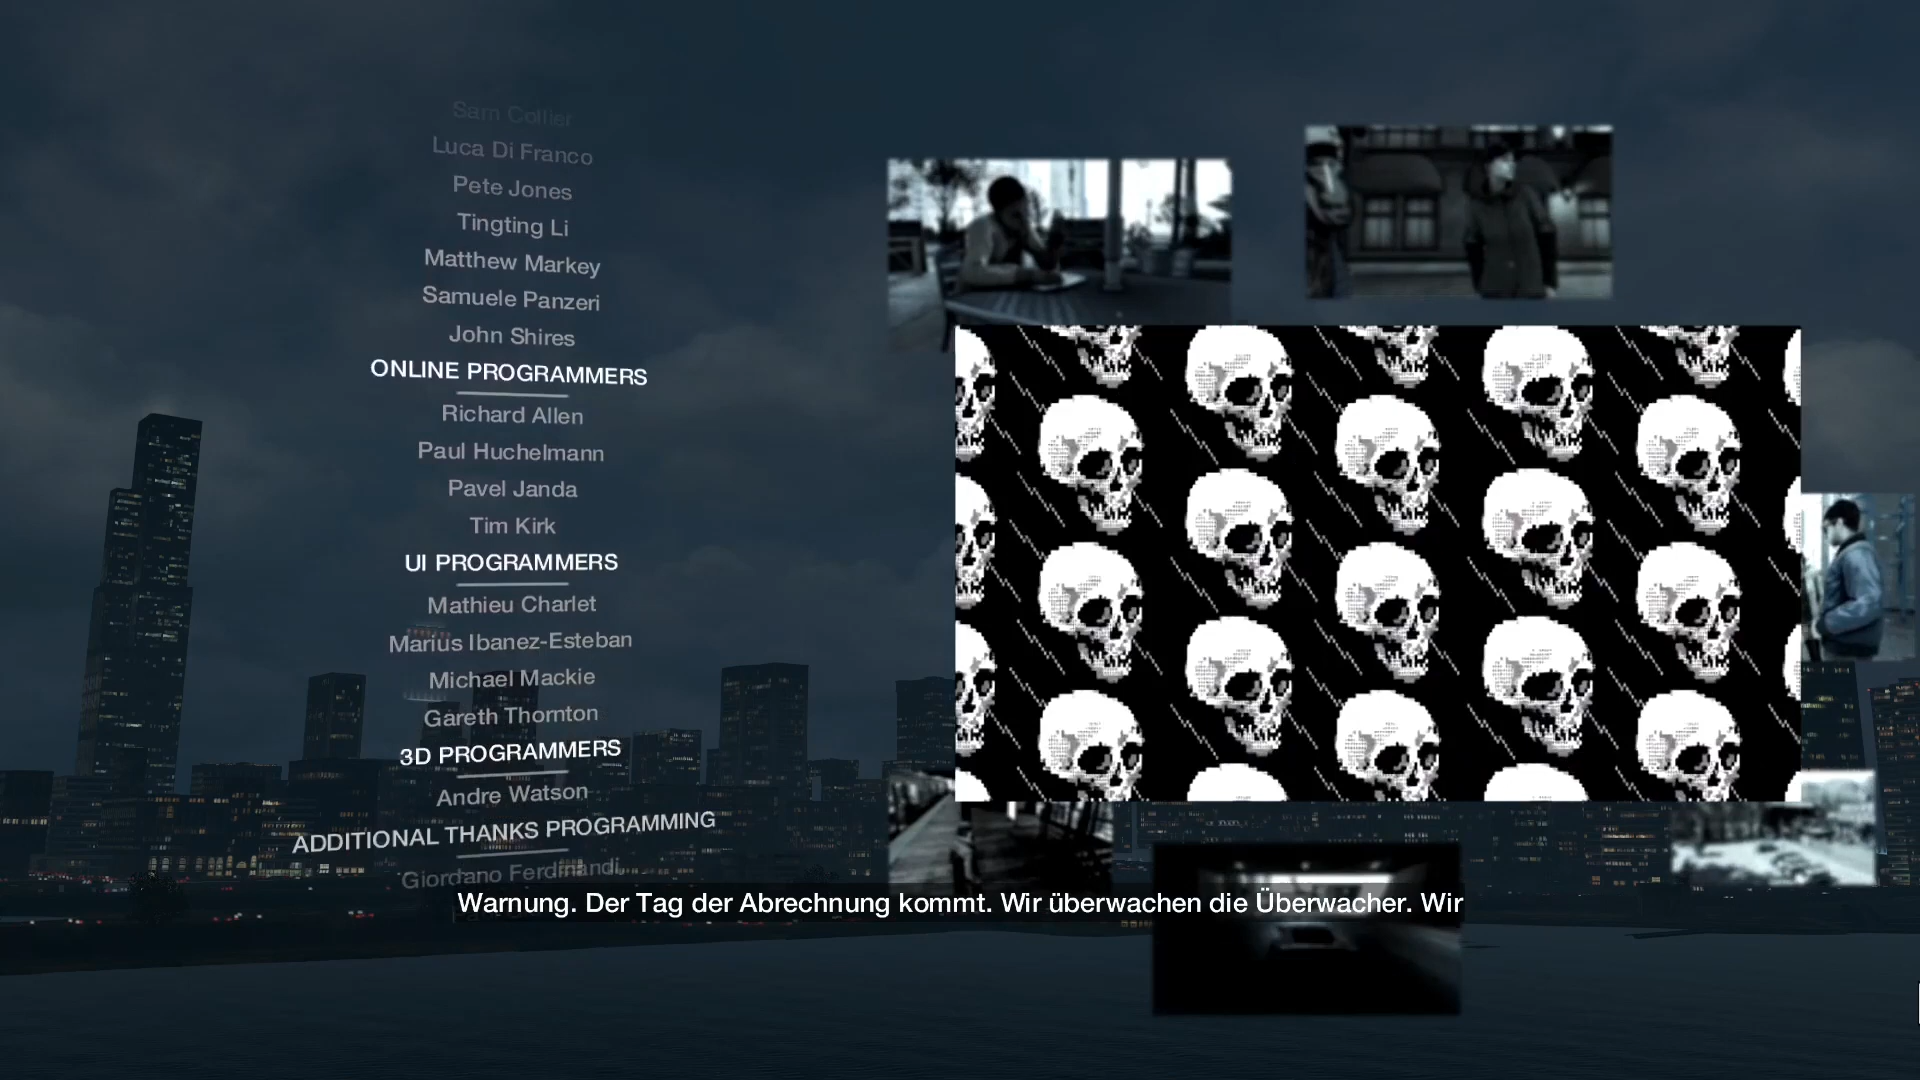 Sam Collier
Luca Di Franco
Pete Jones
Tingting Li
Matthew Markey
Samuele Panzeri
John Shires
ONLINE PROGRAMMERS
Richard Allen
Paul Huchelmann
Pavel Janda
Tim Kirk
UI PROGRAMMERS
Mathieu Charlet
Marius Ibanez-Esteban
Michael Mackie
Gareth Thornton
3D PROGRAMMERS
Andre Watson
ADDITIONAL THANKS PROGRAMMING
Giordano Ferdinandi
Warnung. Der Tag der Abrechnung kommt. Wir überwachen die Überwacher. Wir